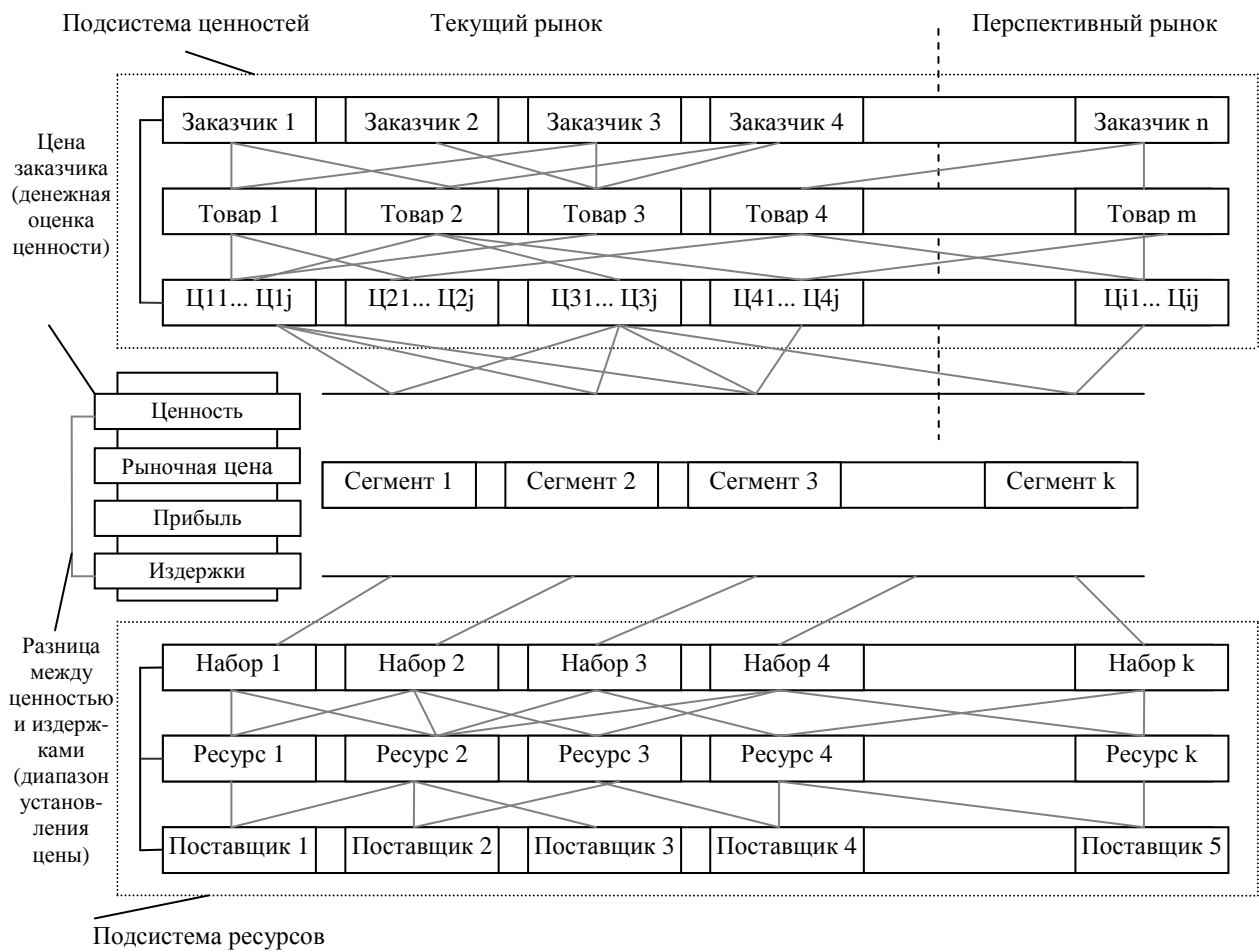 Подсистема ценностей
Текущий рынок
Перспективный рынок
Заказчик 1
Заказчик 2
Заказчик 3
Заказчик 4
Заказчик n
Цена
заказчика
(денежная
оценка
ценности)
Товар 1
Товар 2
Товар 3
Товар 4
Товар m
Ц11... Ц1j
Ц21... Ц2j
Ц31... Ц3j
Ц41... Ц4j
Цi1... Цij
Ценность
Рыночная цена
Прибыль
Издержки
Сегмент 1
Сегмент 2
Сегмент 3
Сегмент k
Разница
между
ценностью
и издерж-
ками
(диапазон
установ-
ления
цены)
Набор 1
Набор 2
Набор 3
Набор 4
Набор k
Ресурс 1
Ресурс 2
Ресурс 3
Ресурс 4
Ресурс k
Поставщик 1
Поставщик 2
Поставщик 3
Поставщик 4
Поставщик 5
Подсистема ресурсов